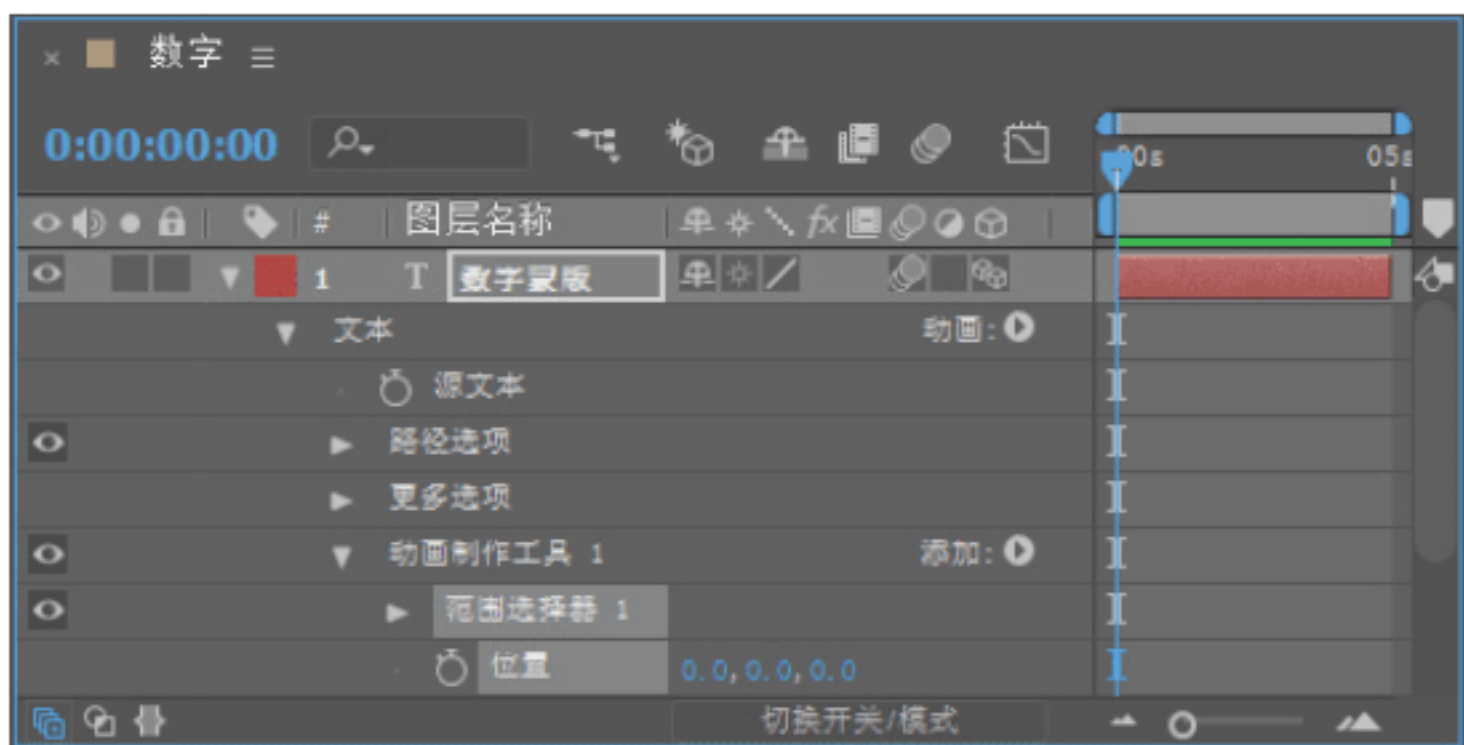 数字
0:00:00:00
00s 05s
# 图层名称 fx
1 T 数字蒙版
文本 动画:
源文本
路径选项
更多选项
动画制作工具 1 添加:
范围选择器 1
位置 0.0,0.0,0.0
切换开关/模式